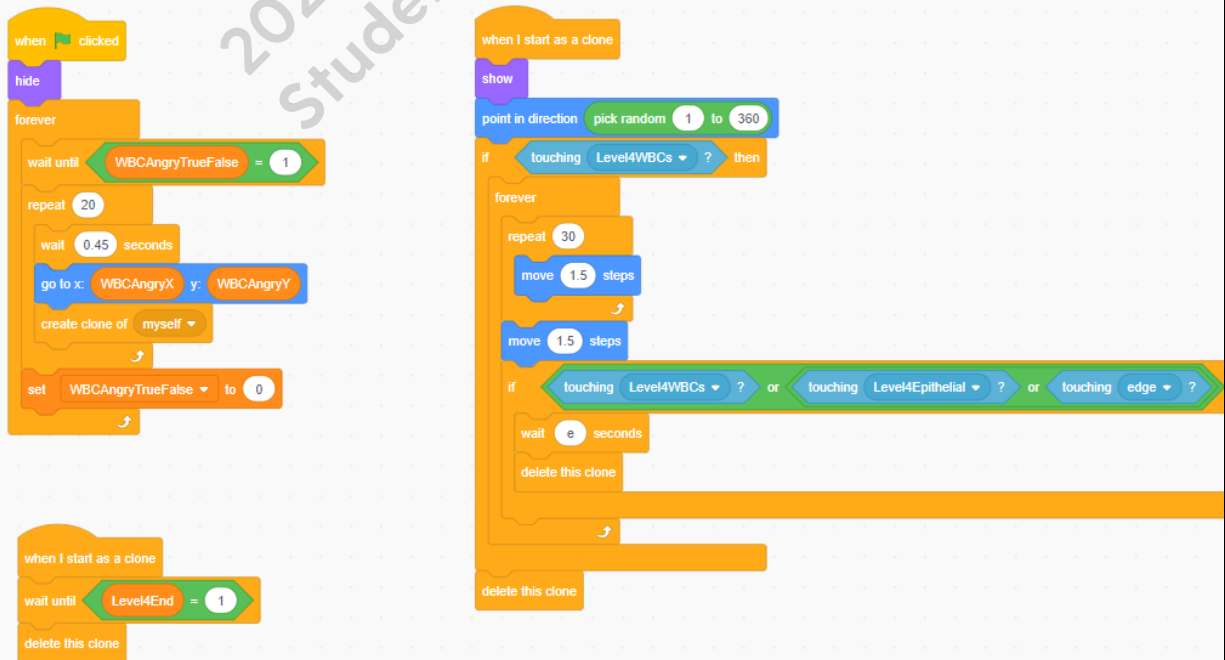 when clicked
hide
forever
wait until WBCAngryTrueFalse = 1
repeat 20
wait 0.45 seconds
go to x: WBCAngryX y: WBCAngryY
create clone of myself
set WBCAngryTrueFalse to 0
when I start as a clone
wait until Level4End = 1
delete this clone
when I start as a clone
show
point in direction pick random 1 to 360
if touching Level4WBCs ? then
forever
repeat 30
move 1.5 steps
move 1.5 steps
if touching Level4WBCs ? or touching Level4Epithelial ? or touching edge ?
wait e seconds
delete this clone
delete this clone